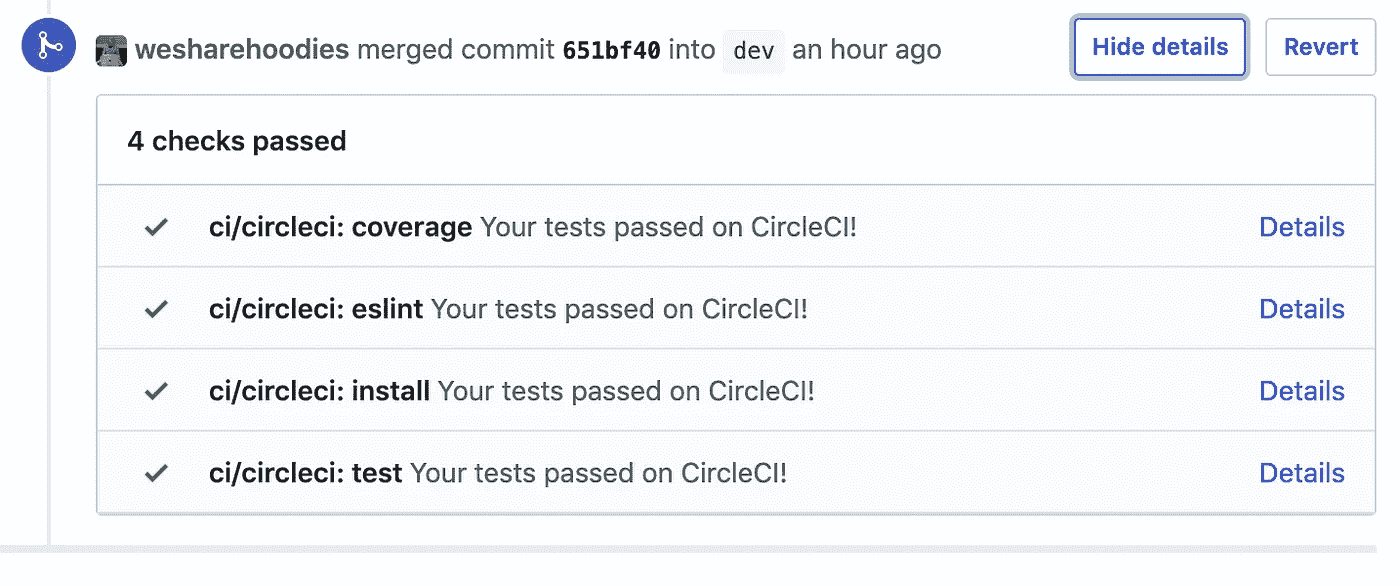 wesharehoodies merged commit 651bf40 into dev an hour ago Hide details Revert
4 checks passed
ci/circleci: coverage Your tests passed on CircleCI! Details
ci/circleci: eslint Your tests passed on CircleCI! Details
ci/circleci: install Your tests passed on CircleCI! Details
ci/circleci: test Your tests passed on CircleCI! Details